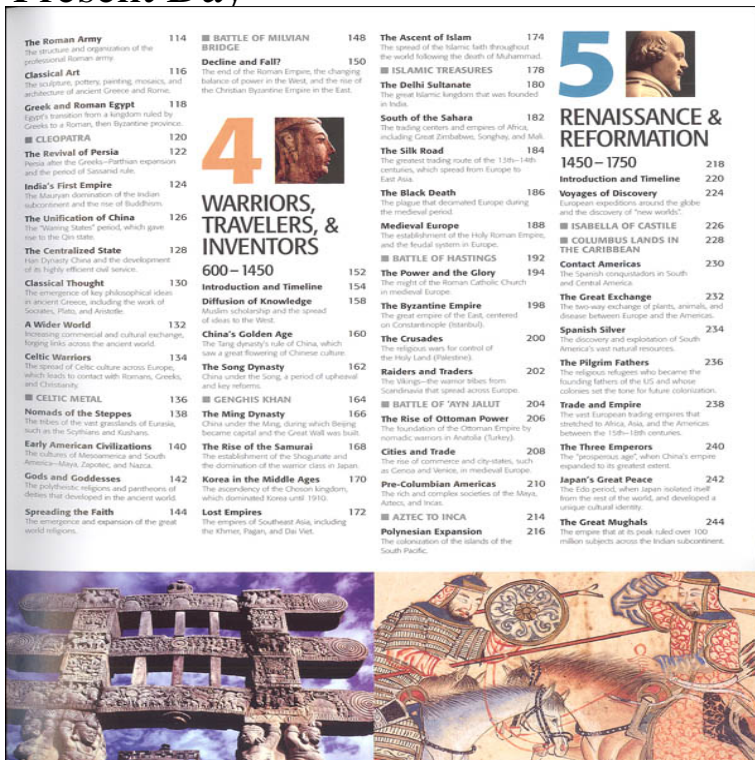 Present Day
The Roman Army 114
The structure and organization of the
professional Roman army.
Classical Art 116
The sculpture, pottery, painting, mosaics, and
architecture of ancient Greece and Rome.
Greek and Roman Egypt 118
Egypt's transition from a kingdom ruled by
Greeks to a Roman, then Byzantine province.
■ CLEOPATRA 120
The Revival of Persia 122
Persia after the Greeks—Parthian expansion
and the period of Sassanid rule.
India's First Empire 124
The Mauryan domination of the Indian
subcontinent and the rise of Buddhism.
The Unification of China 126
The "Warring States" period, which gave
rise to the Qin state.
The Centralized State 128
Han Dynasty China and the development
of its highly efficient civil service.
Classical Thought 130
The emergence of key philosophical ideas
in ancient Greece, including the work of
Socrates, Plato, and Aristotle.
A Wider World 132
Increasing commercial and cultural exchange,
forging links across the ancient world.
Celtic Warriors 134
The spread of Celtic culture across Europe,
which leads to contact with Romans, Greeks,
and Christianity.
■ CELTIC METAL 136
Nomads of the Steppes 138
The tribes of the vast grasslands of Eurasia,
such as the Scythians and Kushans.
Early American Civilizations 140
The cultures of Mesoamerica and South
America—Maya, Zapotec, and Nazca.
Gods and Goddesses 142
The polytheistic religions and pantheons of
deities that developed in the ancient world.
Spreading the Faith 144
The emergence and expansion of the great
world religions.
■ BATTLE OF MILVIAN 148
BRIDGE
Decline and Fall? 150
The end of the Roman Empire, the changing
balance of power in the West, and the rise of
the Christian Byzantine Empire in the East.
4
WARRIORS,
TRAVELERS, &
INVENTORS
600–1450 152
Introduction and Timeline 154
Diffusion of Knowledge 158
Muslim scholarship and the spread
of ideas to the West.
China's Golden Age 160
The Tang dynasty's rule of China, which
saw a great flowering of Chinese culture.
The Song Dynasty 162
China under the Song, a period of upheaval
and key reforms.
■ GENGHIS KHAN 164
The Ming Dynasty 166
China under the Ming, during which Beijing
became capital and the Great Wall was built.
The Rise of the Samurai 168
The establishment of the Shogunate and
the domination of the warrior class in Japan.
Korea in the Middle Ages 170
The ascendency of the Choson kingdom,
which dominated Korea until 1910.
Lost Empires 172
The empires of Southeast Asia, including
the Khmer, Pagan, and Dai Viet.
The Ascent of Islam 174
The spread of the Islamic faith throughout
the world following the death of Muhammad.
■ ISLAMIC TREASURES 178
The Delhi Sultanate 180
The great Islamic kingdom that was founded
in India.
South of the Sahara 182
The trading centers and empires of Africa,
including Great Zimbabwe, Songhay, and Mali.
The Silk Road 184
The greatest trading route of the 13th–14th
centuries, which spread from Europe to
East Asia.
The Black Death 186
The plague that decimated Europe during
the medieval period.
Medieval Europe 188
The establishment of the Holy Roman Empire,
and the feudal system in Europe.
■ BATTLE OF HASTINGS 192
The Power and the Glory 194
The might of the Roman Catholic Church
in medieval Europe.
The Byzantine Empire 198
The great empire of the East, centered
on Constantinople (Istanbul).
The Crusades 200
The religious wars for control of
the Holy Land (Palestine).
Raiders and Traders 202
The Vikings—the warrior tribes from
Scandinavia that spread across Europe.
■ BATTLE OF 'AYN JALUT 204
The Rise of Ottoman Power 206
The foundation of the Ottoman Empire by
nomadic warriors in Anatolia (Turkey).
Cities and Trade 208
The rise of commerce and city-states, such
as Genoa and Venice, in medieval Europe.
Pre-Columbian Americas 210
The rich and complex societies of the Maya,
Aztecs, and Incas.
■ AZTEC TO INCA 214
Polynesian Expansion 216
The colonization of the islands of the
South Pacific.
5
RENAISSANCE &
REFORMATION
1450–1750 218
Introduction and Timeline 220
Voyages of Discovery 224
European expeditions around the globe
and the discovery of "new worlds".
■ ISABELLA OF CASTILE 226
■ COLUMBUS LANDS IN 228
THE CARIBBEAN
Contact Americas 230
The Spanish conquistadors in South
and Central America.
The Great Exchange 232
The two-way exchange of plants, animals, and
disease between Europe and the Americas.
Spanish Silver 234
The discovery and exploitation of South
America's vast natural resources.
The Pilgrim Fathers 236
The religious refugees who became the
founding fathers of the US and whose
colonies set the tone for future colonization.
Trade and Empire 238
The vast European trading empires that
stretched to Africa, Asia, and the Americas
between the 15th–18th centuries.
The Three Emperors 240
The "prosperous age", when China's empire
expanded to its greatest extent.
Japan's Great Peace 242
The Edo period, when Japan isolated itself
from the rest of the world, and developed a
unique cultural identity.
The Great Mughals 244
The empire that at its peak ruled over 100
million subjects across the Indian subcontinent.